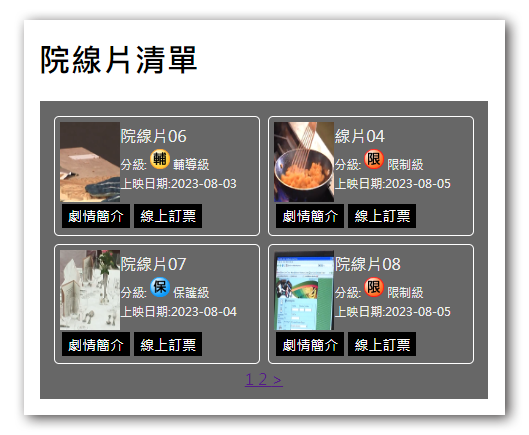 院線片清單
院線片06
分級: 輔 輔導級
上映日期:2023-08-03
劇情簡介 線上訂票
線片04
分級: 限 限制級
上映日期:2023-08-05
劇情簡介 線上訂票
院線片07
分級: 保 保護級
上映日期:2023-08-04
劇情簡介 線上訂票
院線片08
分級: 限 限制級
上映日期:2023-08-05
劇情簡介 線上訂票
1 2 >